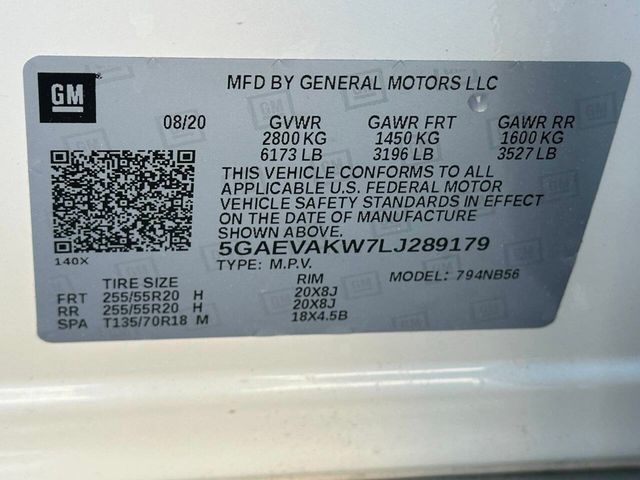 GM
MFD BY GENERAL MOTORS LLC
08/20 GVWR GAWR FRT GAWR RR
2800 KG 1450 KG 1600 KG
6173 LB 3196 LB 3527 LB
THIS VEHICLE CONFORMS TO ALL
APPLICABLE U.S. FEDERAL MOTOR
VEHICLE SAFETY STANDARDS IN EFFECT
ON THE DATE OF MANUFACTURE
SHOWN ABOVE.
140X
5GAEVAKW7LJ289179
TYPE: M.P.V. MODEL: 794NB56
TIRE SIZE RIM
FRT 255/55R20 H 20X8J
RR 255/55R20 H 20X8J
SPA T135/70R18 M 18X4.5B